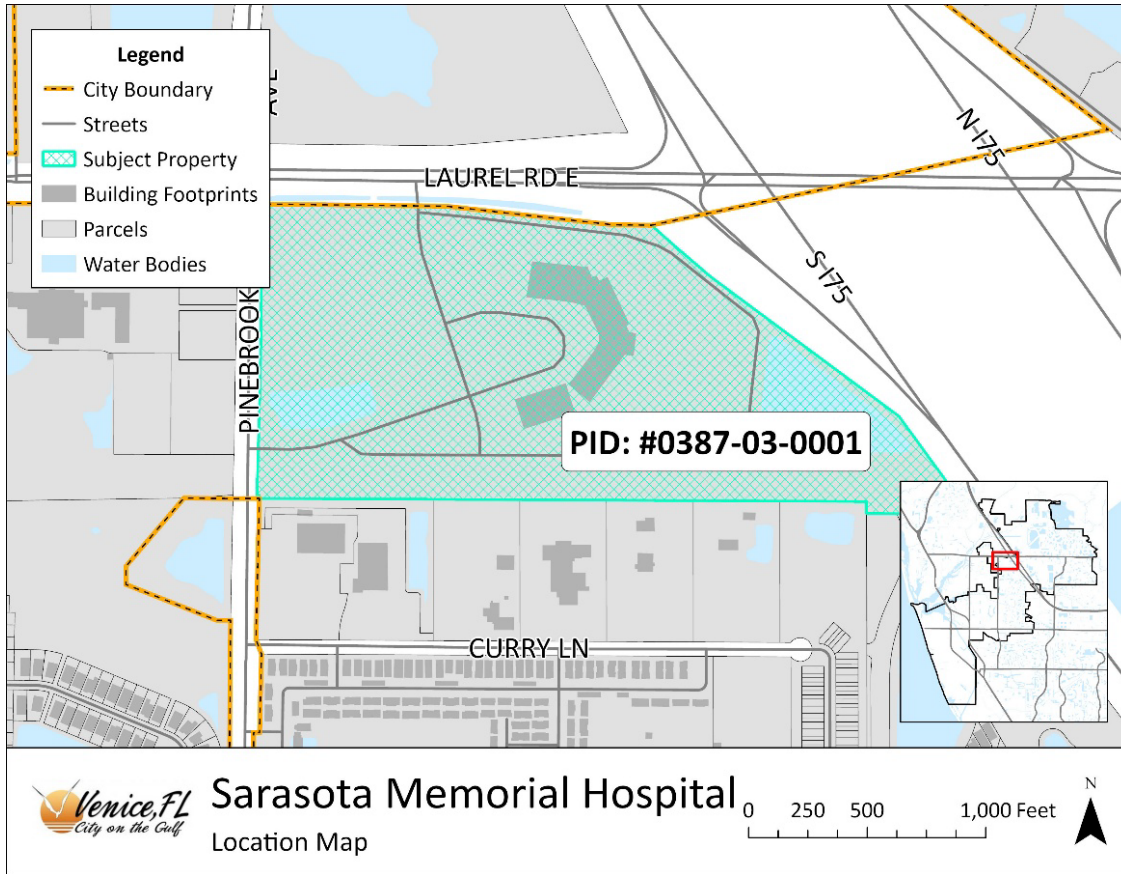 Legend
City Boundary
Streets
Subject Property
Building Footprints
Parcels
Water Bodies
AVE
LAUREL RD E
N I75
S I75
PINEBROOK
PID: #0387-03-0001
CURRY LN
Venice, FL
City on the Gulf
Sarasota Memorial Hospital
Location Map
0 250 500 1,000 Feet
N